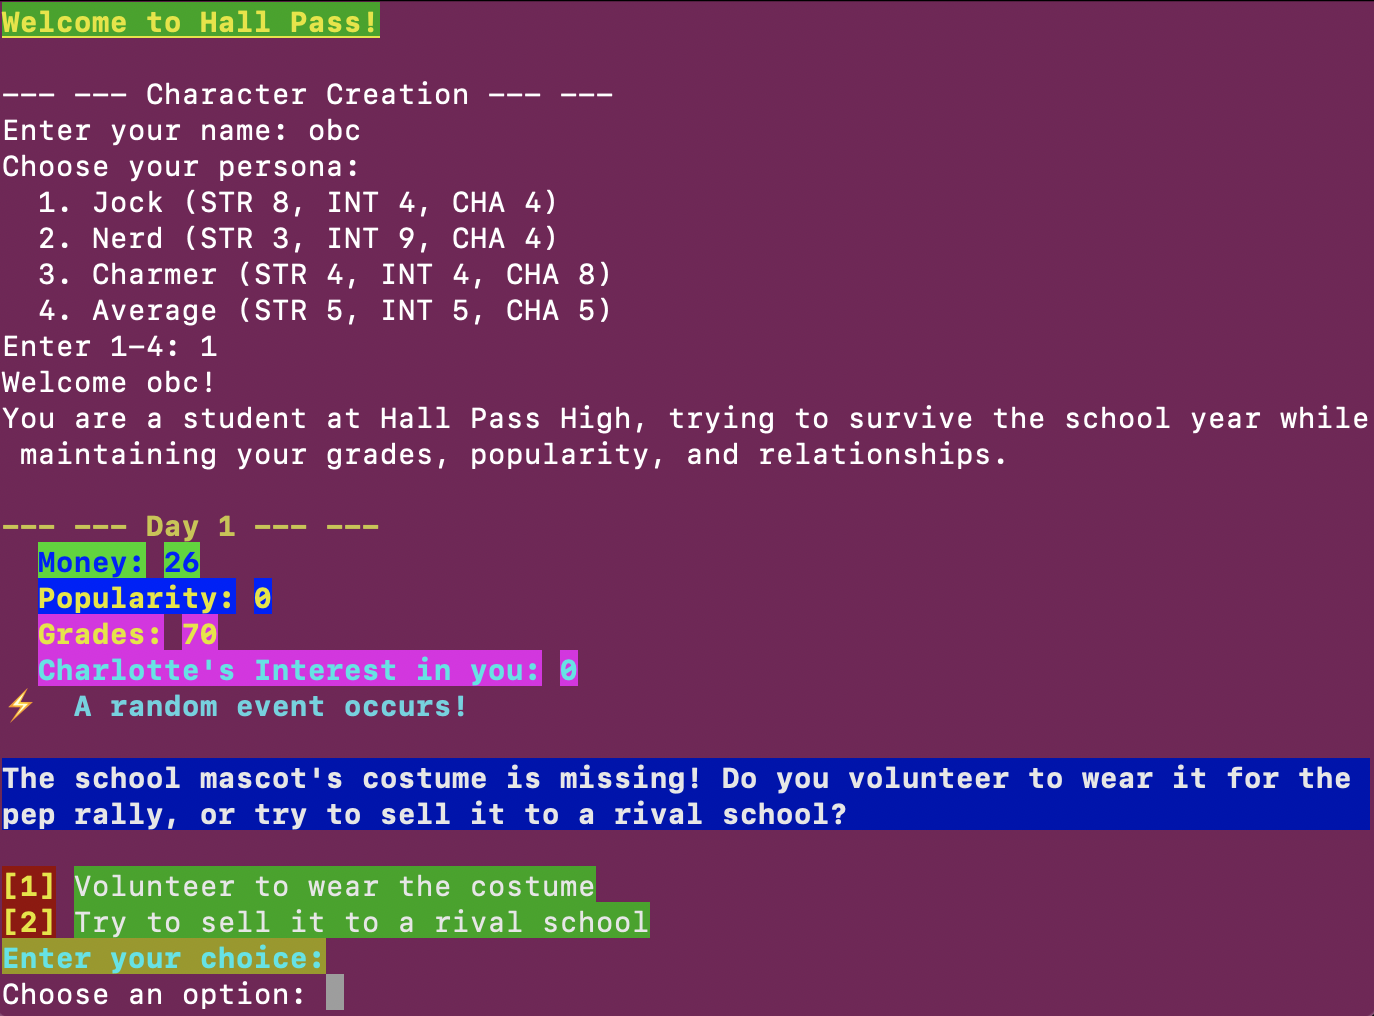 Welcome to Hall Pass!
--- --- Character Creation --- ---
Enter your name: obc
Choose your persona:
  1. Jock (STR 8, INT 4, CHA 4)
  2. Nerd (STR 3, INT 9, CHA 4)
  3. Charmer (STR 4, INT 4, CHA 8)
  4. Average (STR 5, INT 5, CHA 5)
Enter 1-4: 1
Welcome obc!
You are a student at Hall Pass High, trying to survive the school year while
 maintaining your grades, popularity, and relationships.
--- --- Day 1 --- ---
  Money: 26
  Popularity: 0
  Grades: 70
  Charlotte's Interest in you: 0
⚡  A random event occurs!
The school mascot's costume is missing! Do you volunteer to wear it for the
pep rally, or try to sell it to a rival school?
[1] Volunteer to wear the costume
[2] Try to sell it to a rival school
Enter your choice:
Choose an option: